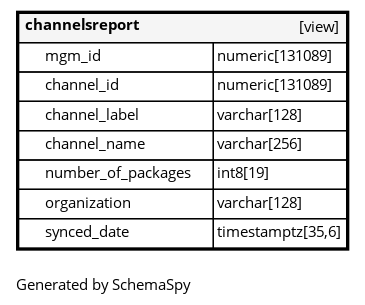 channelsreport [view]
mgm_id numeric[131089]
channel_id numeric[131089]
channel_label varchar[128]
channel_name varchar[256]
number_of_packages int8[19]
organization varchar[128]
synced_date timestamptz[35,6]
Generated by SchemaSpy